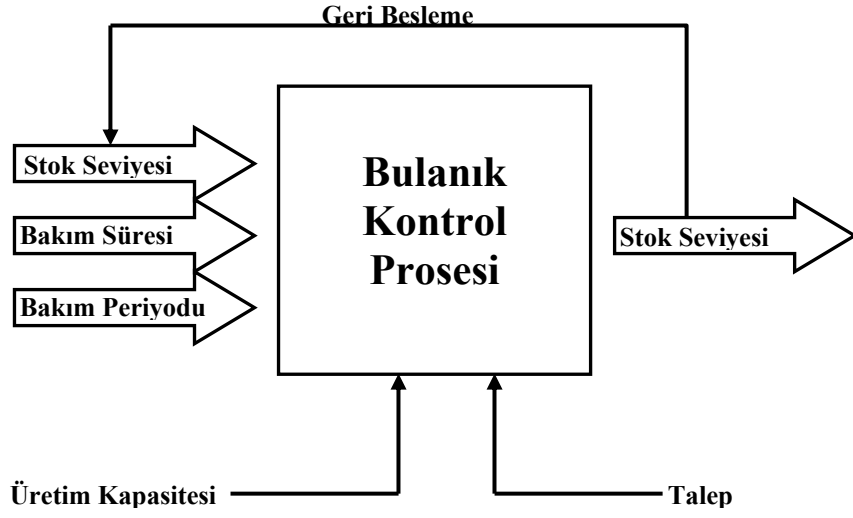 Geri Besleme
Stok Seviyesi
Bakım Süresi
Bakım Periyodu
Bulanık
Kontrol
Prosesi
Stok Seviyesi
Üretim Kapasitesi
Talep